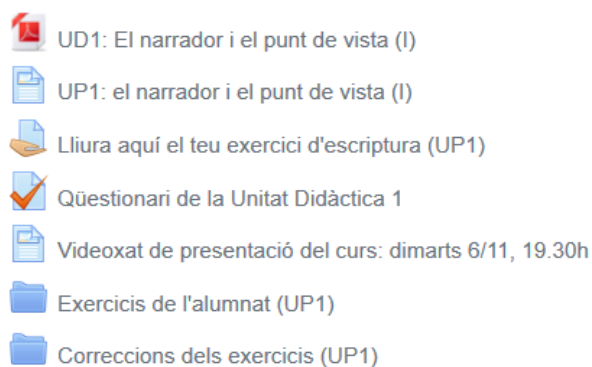 UD1: El narrador i el punt de vista (I)
UP1: el narrador i el punt de vista (I)
Lliura aquí el teu exercici d'escriptura (UP1)
Qüestionari de la Unitat Didàctica 1
Videoxat de presentació del curs: dimarts 6/11, 19.30h
Exercicis de l'alumnat (UP1)
Correccions dels exercicis (UP1)